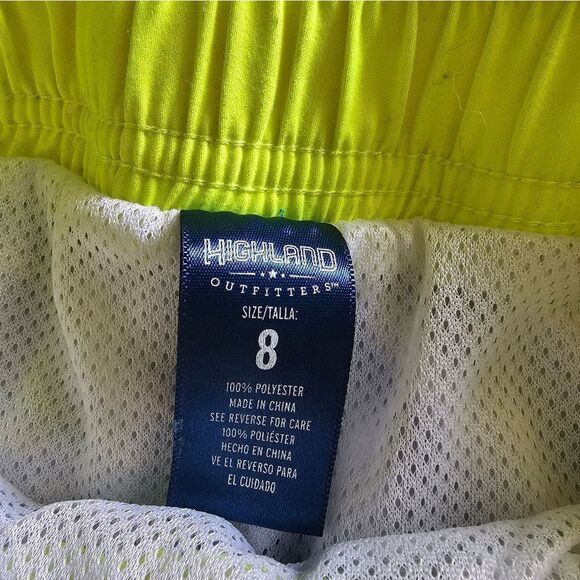 HIGHLAND
OUTFITTERS™
SIZE/TALLA:
8
100% POLYESTER
MADE IN CHINA
SEE REVERSE FOR CARE
100% POLIÉSTER
HECHO EN CHINA
VE EL REVERSO PARA
EL CUIDADO